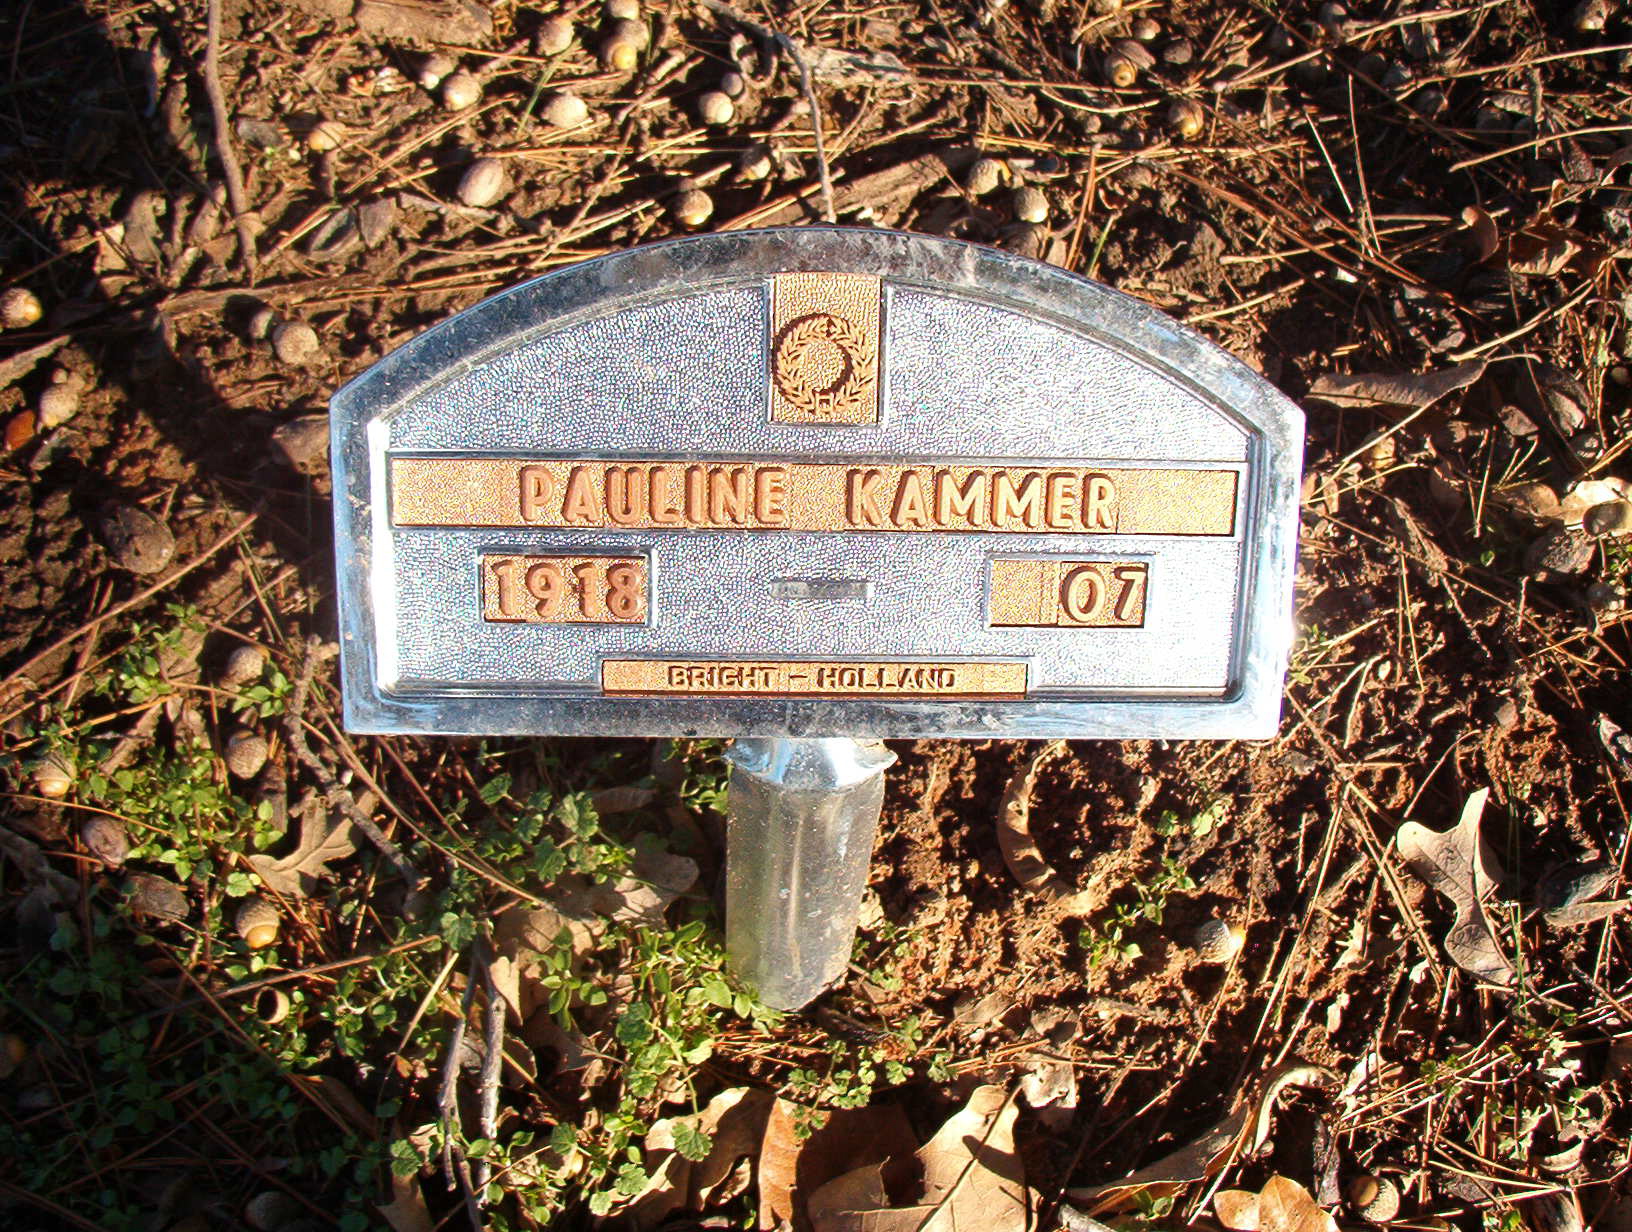 PAULINE KAMMER
1918 07
BRIGHT - HOLLAND